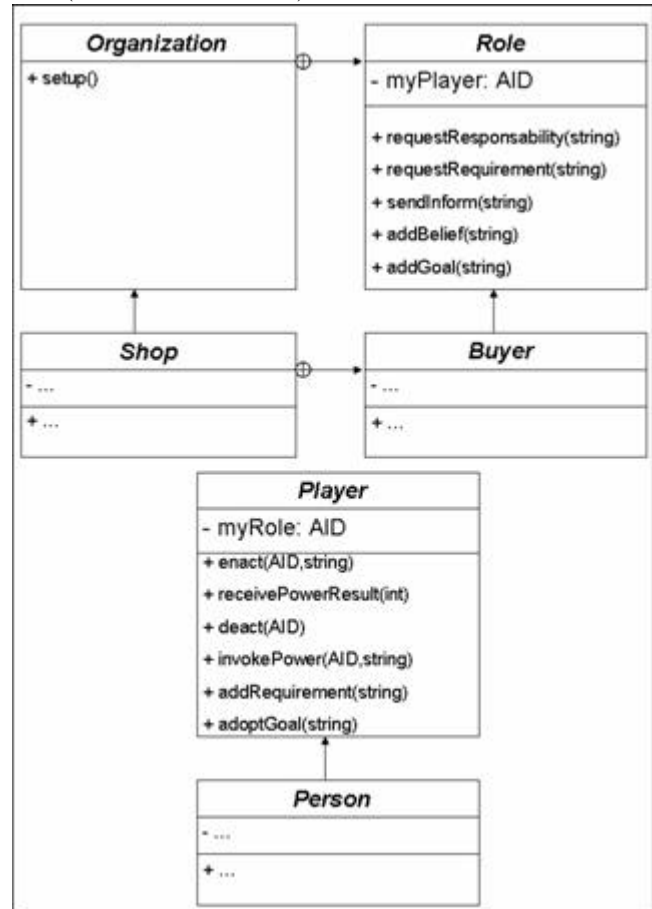 Organization
+ setup()
Role
- myPlayer: AID
+ requestResponsability(string)
+ requestRequirement(string)
+ sendInform(string)
+ addBelief(string)
+ addGoal(string)
Shop
- ...
+ ...
Buyer
- ...
+ ...
Player
- myRole: AID
+ enact(AID,string)
+ receivePowerResult(int)
+ deact(AID)
+ invokePower(AID,string)
+ addRequirement(string)
+ adoptGoal(string)
Person
- ...
+ ...